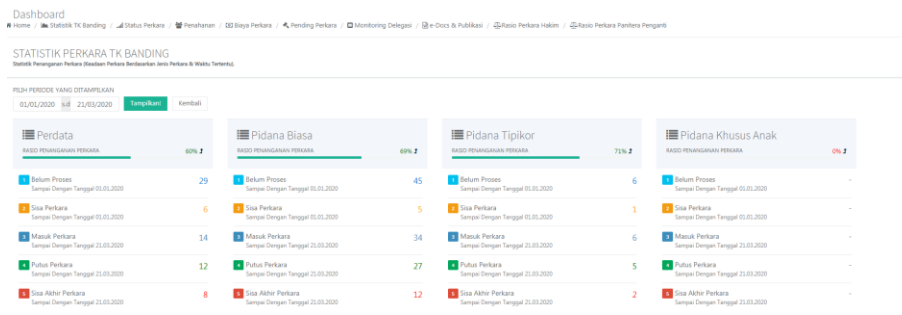 Dashboard
Home / Statistik TK Banding / Status Perkara / Penahanan / Biaya Perkara / Pending Perkara / Monitoring Delegasi / e-Docs & Publikasi / Rasio Perkara Hakim / Rasio Perkara Panitera Penganti
STATISTIK PERKARA TK BANDING
Statistik Penanganan Perkara (Keadaan Perkara Berdasarkan Jenis Perkara & Waktu Tertentu).
PILIH PERIODE YANG DITAMPILKAN
01/01/2020 s.d 21/03/2020 Tampilkan! Kembali
Perdata
RASIO PENANGANAN PERKARA 60%
1 Belum Proses 29
Sampai Dengan Tanggal 01.01.2020
2 Sisa Perkara 6
Sampai Dengan Tanggal 01.01.2020
3 Masuk Perkara 14
Sampai Dengan Tanggal 21.03.2020
4 Putus Perkara 12
Sampai Dengan Tanggal 21.03.2020
5 Sisa Akhir Perkara 8
Sampai Dengan Tanggal 21.03.2020
Pidana Biasa
RASIO PENANGANAN PERKARA 69%
1 Belum Proses 45
Sampai Dengan Tanggal 01.01.2020
2 Sisa Perkara 5
Sampai Dengan Tanggal 01.01.2020
3 Masuk Perkara 34
Sampai Dengan Tanggal 21.03.2020
4 Putus Perkara 27
Sampai Dengan Tanggal 21.03.2020
5 Sisa Akhir Perkara 12
Sampai Dengan Tanggal 21.03.2020
Pidana Tipikor
RASIO PENANGANAN PERKARA 71%
1 Belum Proses 6
Sampai Dengan Tanggal 01.01.2020
2 Sisa Perkara 1
Sampai Dengan Tanggal 01.01.2020
3 Masuk Perkara 6
Sampai Dengan Tanggal 21.03.2020
4 Putus Perkara 5
Sampai Dengan Tanggal 21.03.2020
5 Sisa Akhir Perkara 2
Sampai Dengan Tanggal 21.03.2020
Pidana Khusus Anak
RASIO PENANGANAN PERKARA 0%
1 Belum Proses -
Sampai Dengan Tanggal 01.01.2020
2 Sisa Perkara -
Sampai Dengan Tanggal 01.01.2020
3 Masuk Perkara -
Sampai Dengan Tanggal 21.03.2020
4 Putus Perkara -
Sampai Dengan Tanggal 21.03.2020
5 Sisa Akhir Perkara -
Sampai Dengan Tanggal 21.03.2020